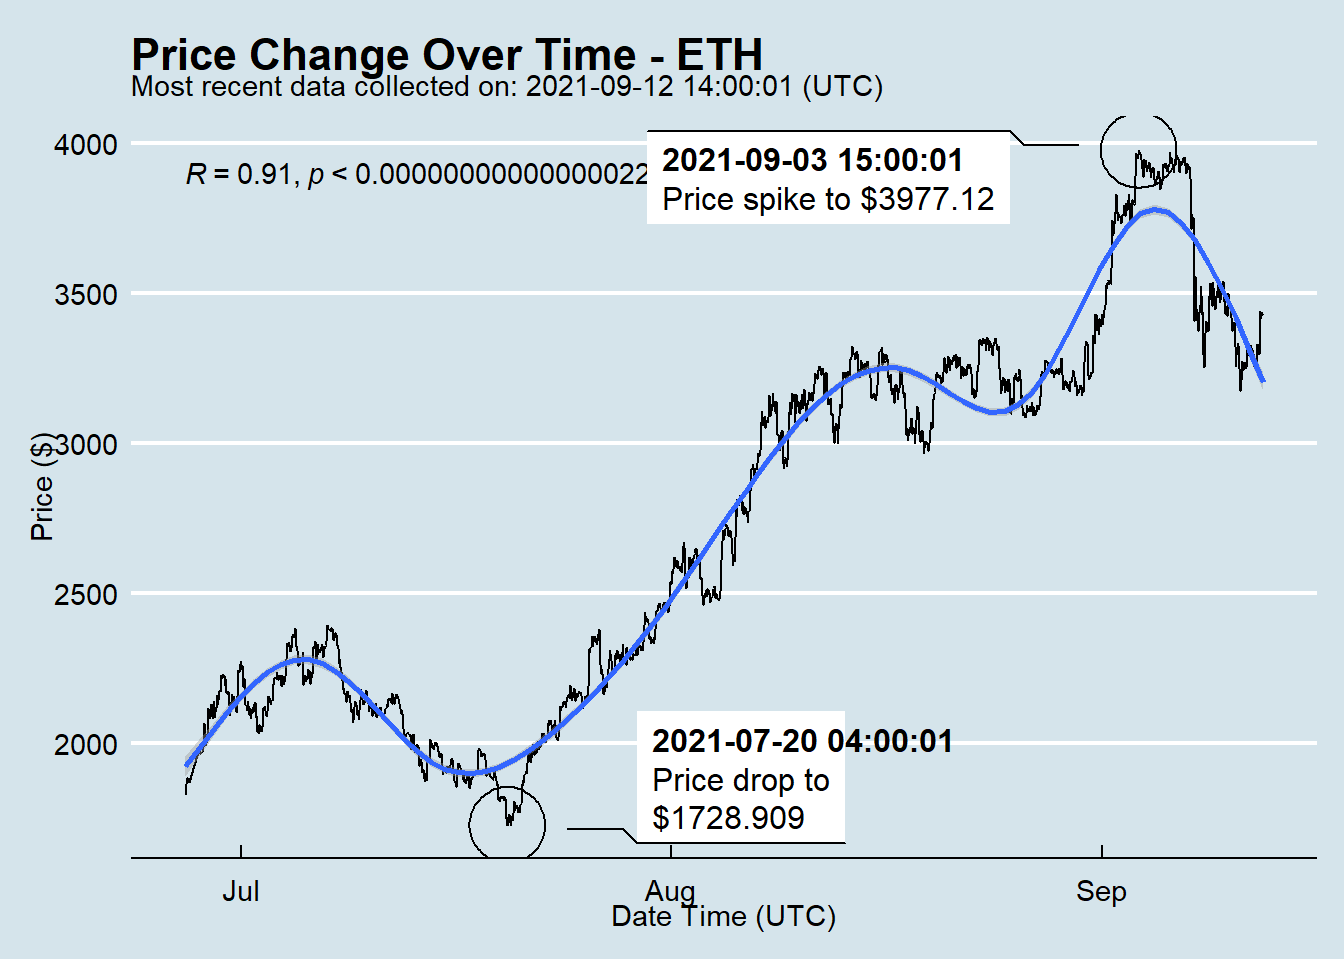 Price Change Over Time - ETH
Most recent data collected on: 2021-09-12 14:00:01 (UTC)
4000
R = 0.91, p < 0.00000000000000022
2021-09-03 15:00:01
Price spike to $3977.12
3500
3000
Price ($)
2500
2000
2021-07-20 04:00:01
Price drop to
$1728.909
Jul
Aug
Sep
Date Time (UTC)